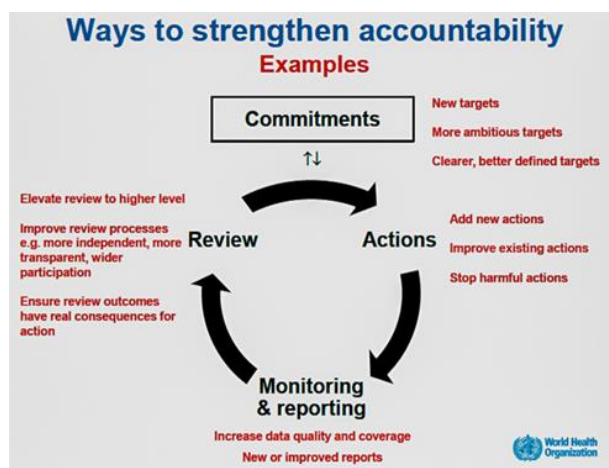 Ways to strengthen accountability
Examples
Commitments
New targets
More ambitious targets
Clearer, better defined targets
↑↓
Elevate review to higher level
Improve review processes
e.g. more independent, more
transparent, wider
participation
Ensure review outcomes
have real consequences for
action
Review
Actions
Add new actions
Improve existing actions
Stop harmful actions
Monitoring
& reporting
Increase data quality and coverage
New or improved reports
World Health
Organization